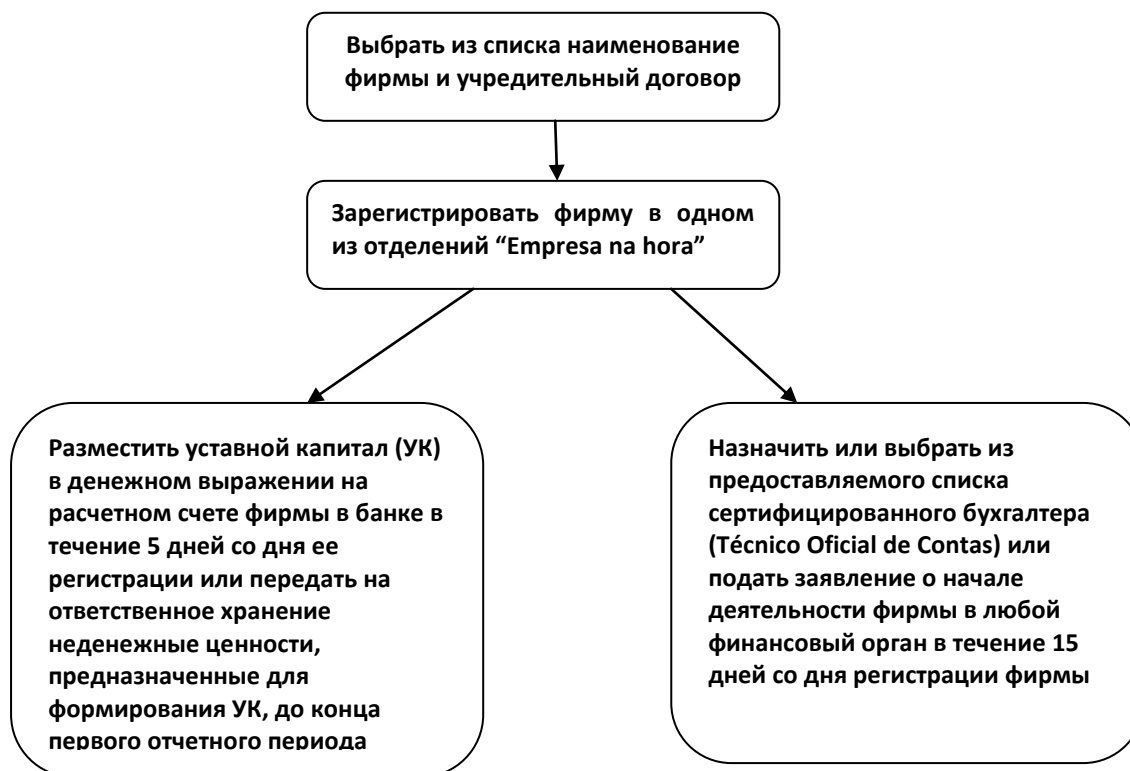 Выбрать из списка наименование
фирмы и учредительный договор
Зарегистрировать фирму в одном
из отделений “Empresa na hora”
Разместить уставной капитал (УК)
в денежном выражении на
расчетном счете фирмы в банке в
течение 5 дней со дня ее
регистрации или передать на
ответственное хранение
неденежные ценности,
предназначенные для
формирования УК, до конца
первого отчетного периода
Назначить или выбрать из
предоставляемого списка
сертифицированного бухгалтера
(Técnico Oficial de Contas) или
подать заявление о начале
деятельности фирмы в любой
финансовый орган в течение 15
дней со дня регистрации фирмы